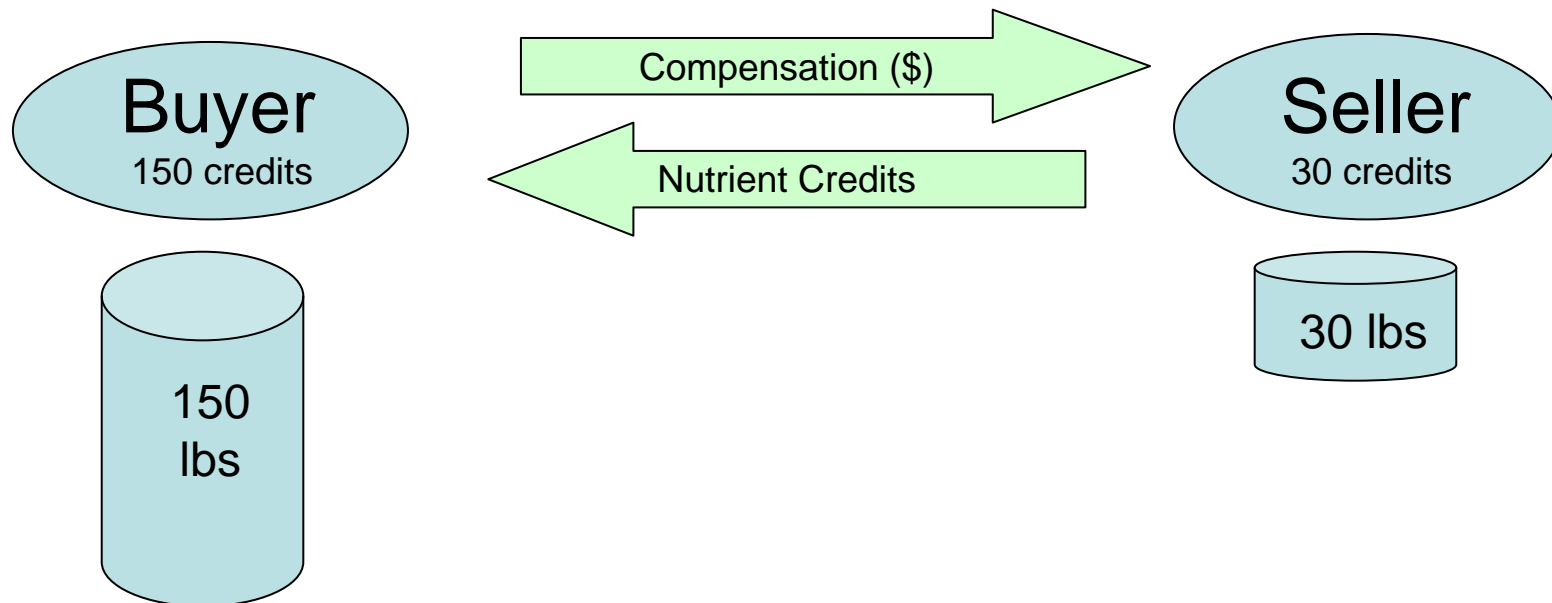 Buyer
150 credits
Compensation ($)
Nutrient Credits
Seller
30 credits
150
lbs
30 lbs